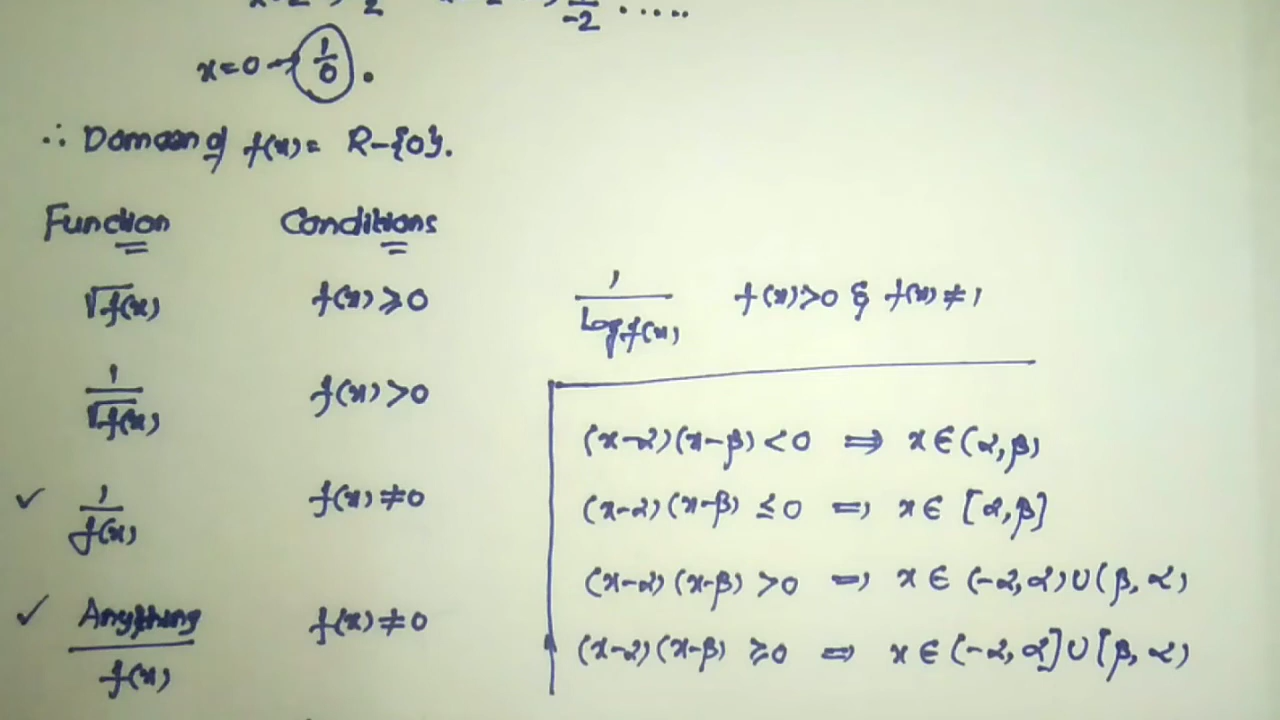 x=0 → 1/0 .
∴ Domain of f(x) = R-{0}.
Function Conditions
√f(x) f(x) ≥ 0
1/√f(x) f(x) > 0
✓ 1/f(x) f(x) ≠ 0
✓ Anything/f(x) f(x) ≠ 0
1/Log f(x) f(x) > 0 & f(x) ≠ 1
(x-α)(x-β) < 0 ⇒ x ∈ (α, β)
(x-α)(x-β) ≤ 0 ⇒ x ∈ [α, β]
(x-α)(x-β) > 0 ⇒ x ∈ (-α, α) ∪ (β, α)
(x-α)(x-β) ≥ 0 ⇒ x ∈ (-α, α] ∪ [β, α)